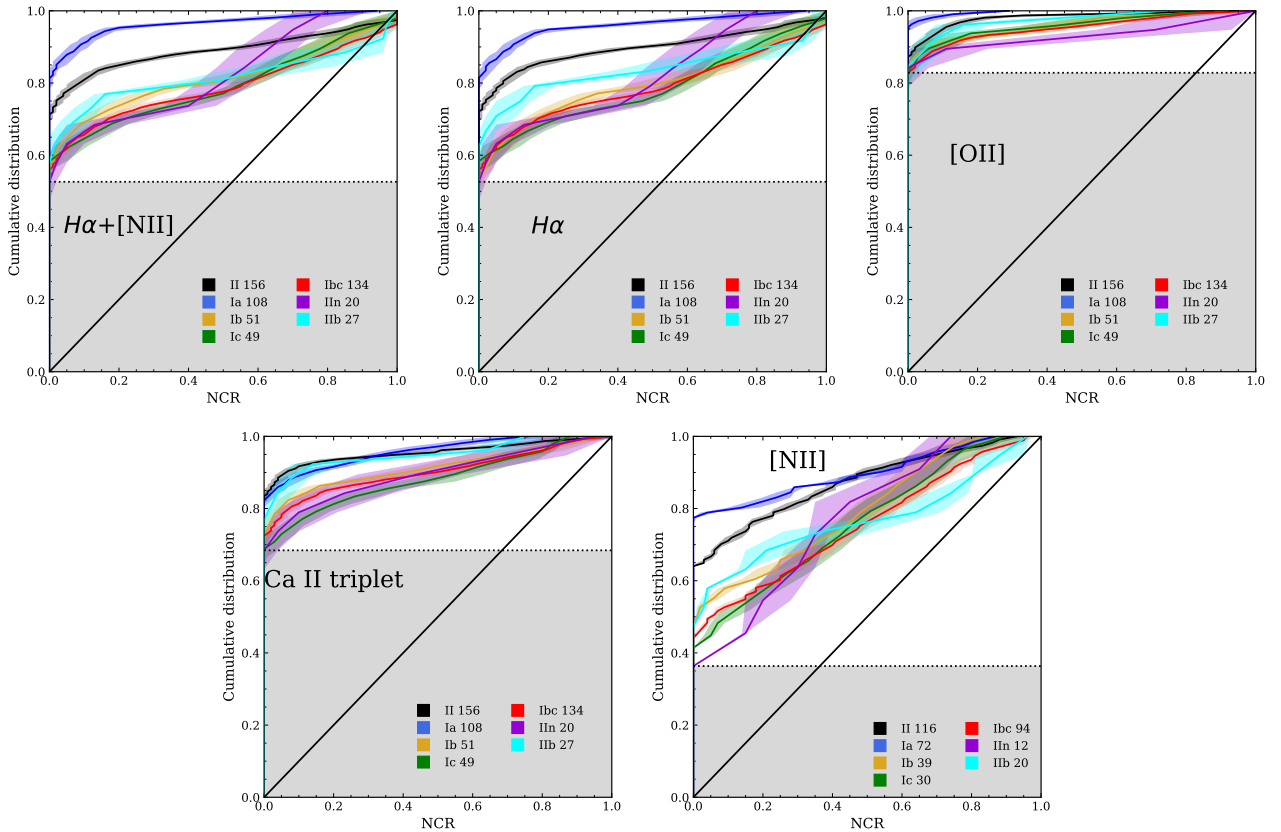 Cumulative distribution
1.0
0.8
0.6
0.4
0.2
0.0
Hα+[NII]
II 156
Ia 108
Ib 51
Ic 49
Ibc 134
IIn 20
IIb 27
0.0 0.2 0.4 0.6 0.8 1.0
NCR
Cumulative distribution
1.0
0.8
0.6
0.4
0.2
0.0
Hα
II 156
Ia 108
Ib 51
Ic 49
Ibc 134
IIn 20
IIb 27
0.0 0.2 0.4 0.6 0.8 1.0
NCR
Cumulative distribution
1.0
0.8
0.6
0.4
0.2
0.0
[OII]
II 156
Ia 108
Ib 51
Ic 49
Ibc 134
IIn 20
IIb 27
0.0 0.2 0.4 0.6 0.8 1.0
NCR
Cumulative distribution
1.0
0.8
0.6
0.4
0.2
0.0
Ca II triplet
II 156
Ia 108
Ib 51
Ic 49
Ibc 134
IIn 20
IIb 27
0.0 0.2 0.4 0.6 0.8 1.0
NCR
Cumulative distribution
1.0
0.8
0.6
0.4
0.2
0.0
[NII]
II 116
Ia 72
Ib 39
Ic 30
Ibc 94
IIn 12
IIb 20
0.0 0.2 0.4 0.6 0.8 1.0
NCR